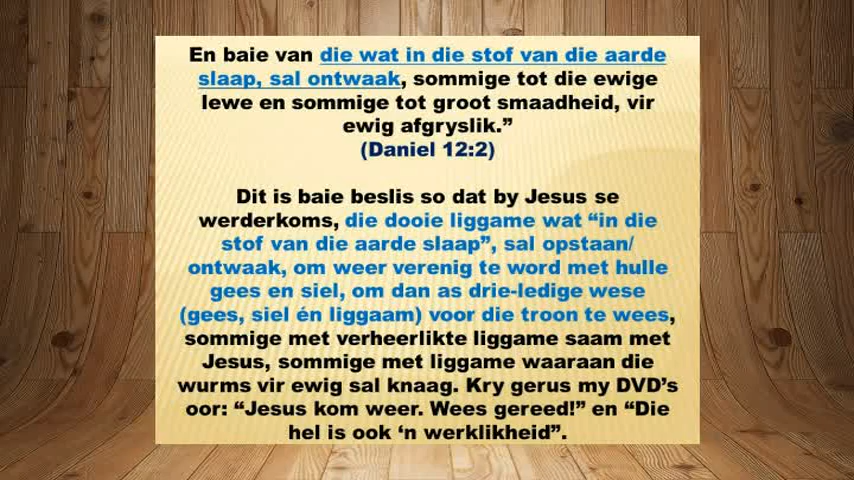 En baie van die wat in die stof van die aarde
slaap, sal ontwaak, sommige tot die ewige
lewe en sommige tot groot smaadheid, vir
ewig afgryslik.”
(Daniel 12:2)
Dit is baie beslis so dat by Jesus se
werderkoms, die dooie liggame wat “in die
stof van die aarde slaap”, sal opstaan/
ontwaak, om weer verenig te word met hulle
gees en siel, om dan as drie-ledige wese
(gees, siel én liggaam) voor die troon te wees,
sommige met verheerlikte liggame saam met
Jesus, sommige met liggame waaraan die
wurms vir ewig sal knaag. Kry gerus my DVD’s
oor: “Jesus kom weer. Wees gereed!” en “Die
hel is ook ‘n werklikheid”.